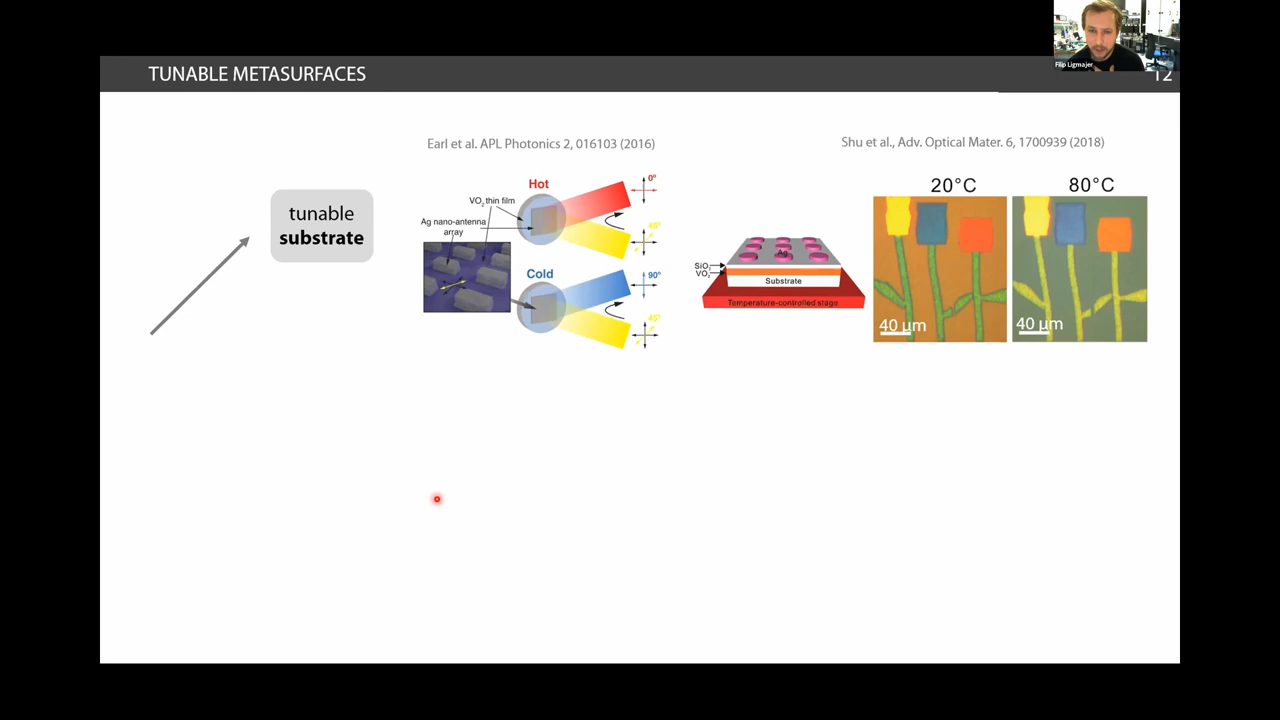 TUNABLE METASURFACES
12
Filip Ligmajer
Earl et al. APL Photonics 2, 016103 (2016)
Shu et al., Adv. Optical Mater. 6, 1700939 (2018)
tunable
substrate
Hot
0°
VO2 thin film
Ag nano-antenna
array
45°
Cold
90°
45°
Ag
SiO2
VO2
Substrate
Temperature-controlled stage
20°C
80°C
40 µm
40 µm